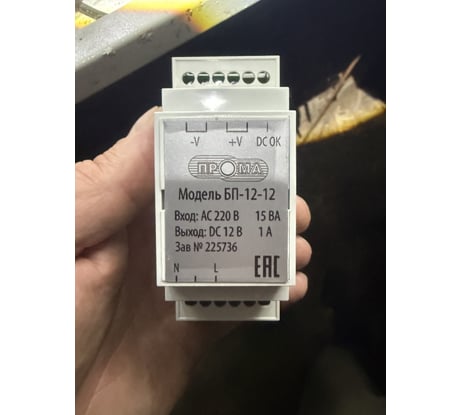 -V +V DC OK
ПРОМА
Модель БП-12-12
Вход: AC 220 В 15 ВА
Выход: DC 12 В 1 А
Зав № 225736
N L
EAC